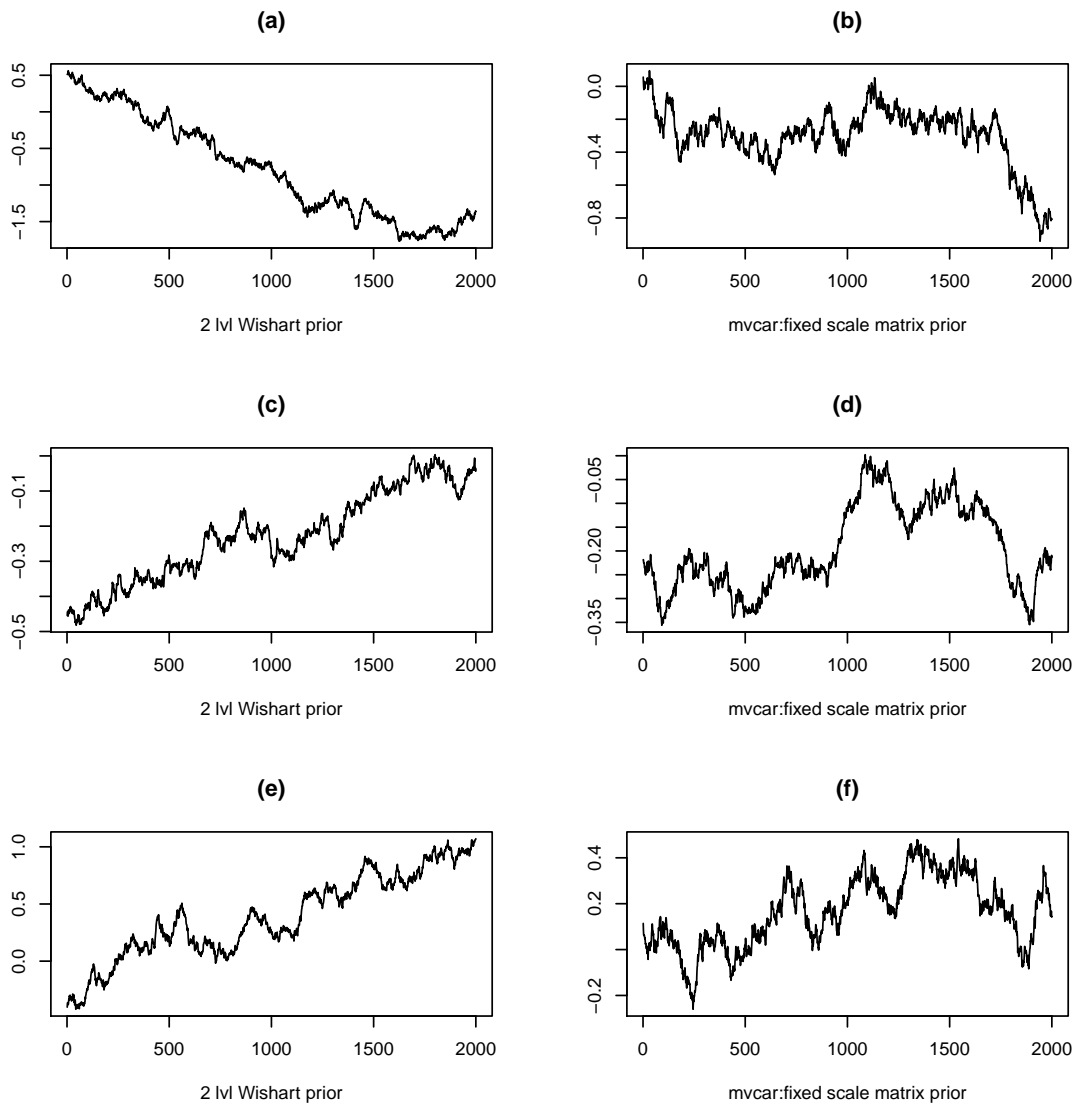 (a)
0.5
−0.5
−1.5
0 500 1000 1500 2000
2 lvl Wishart prior
(b)
0.0
−0.4
−0.8
0 500 1000 1500 2000
mvcar:fixed scale matrix prior
(c)
−0.1
−0.3
−0.5
0 500 1000 1500 2000
2 lvl Wishart prior
(d)
−0.05
−0.20
−0.35
0 500 1000 1500 2000
mvcar:fixed scale matrix prior
(e)
1.0
0.5
0.0
0 500 1000 1500 2000
2 lvl Wishart prior
(f)
0.4
0.2
−0.2
0 500 1000 1500 2000
mvcar:fixed scale matrix prior